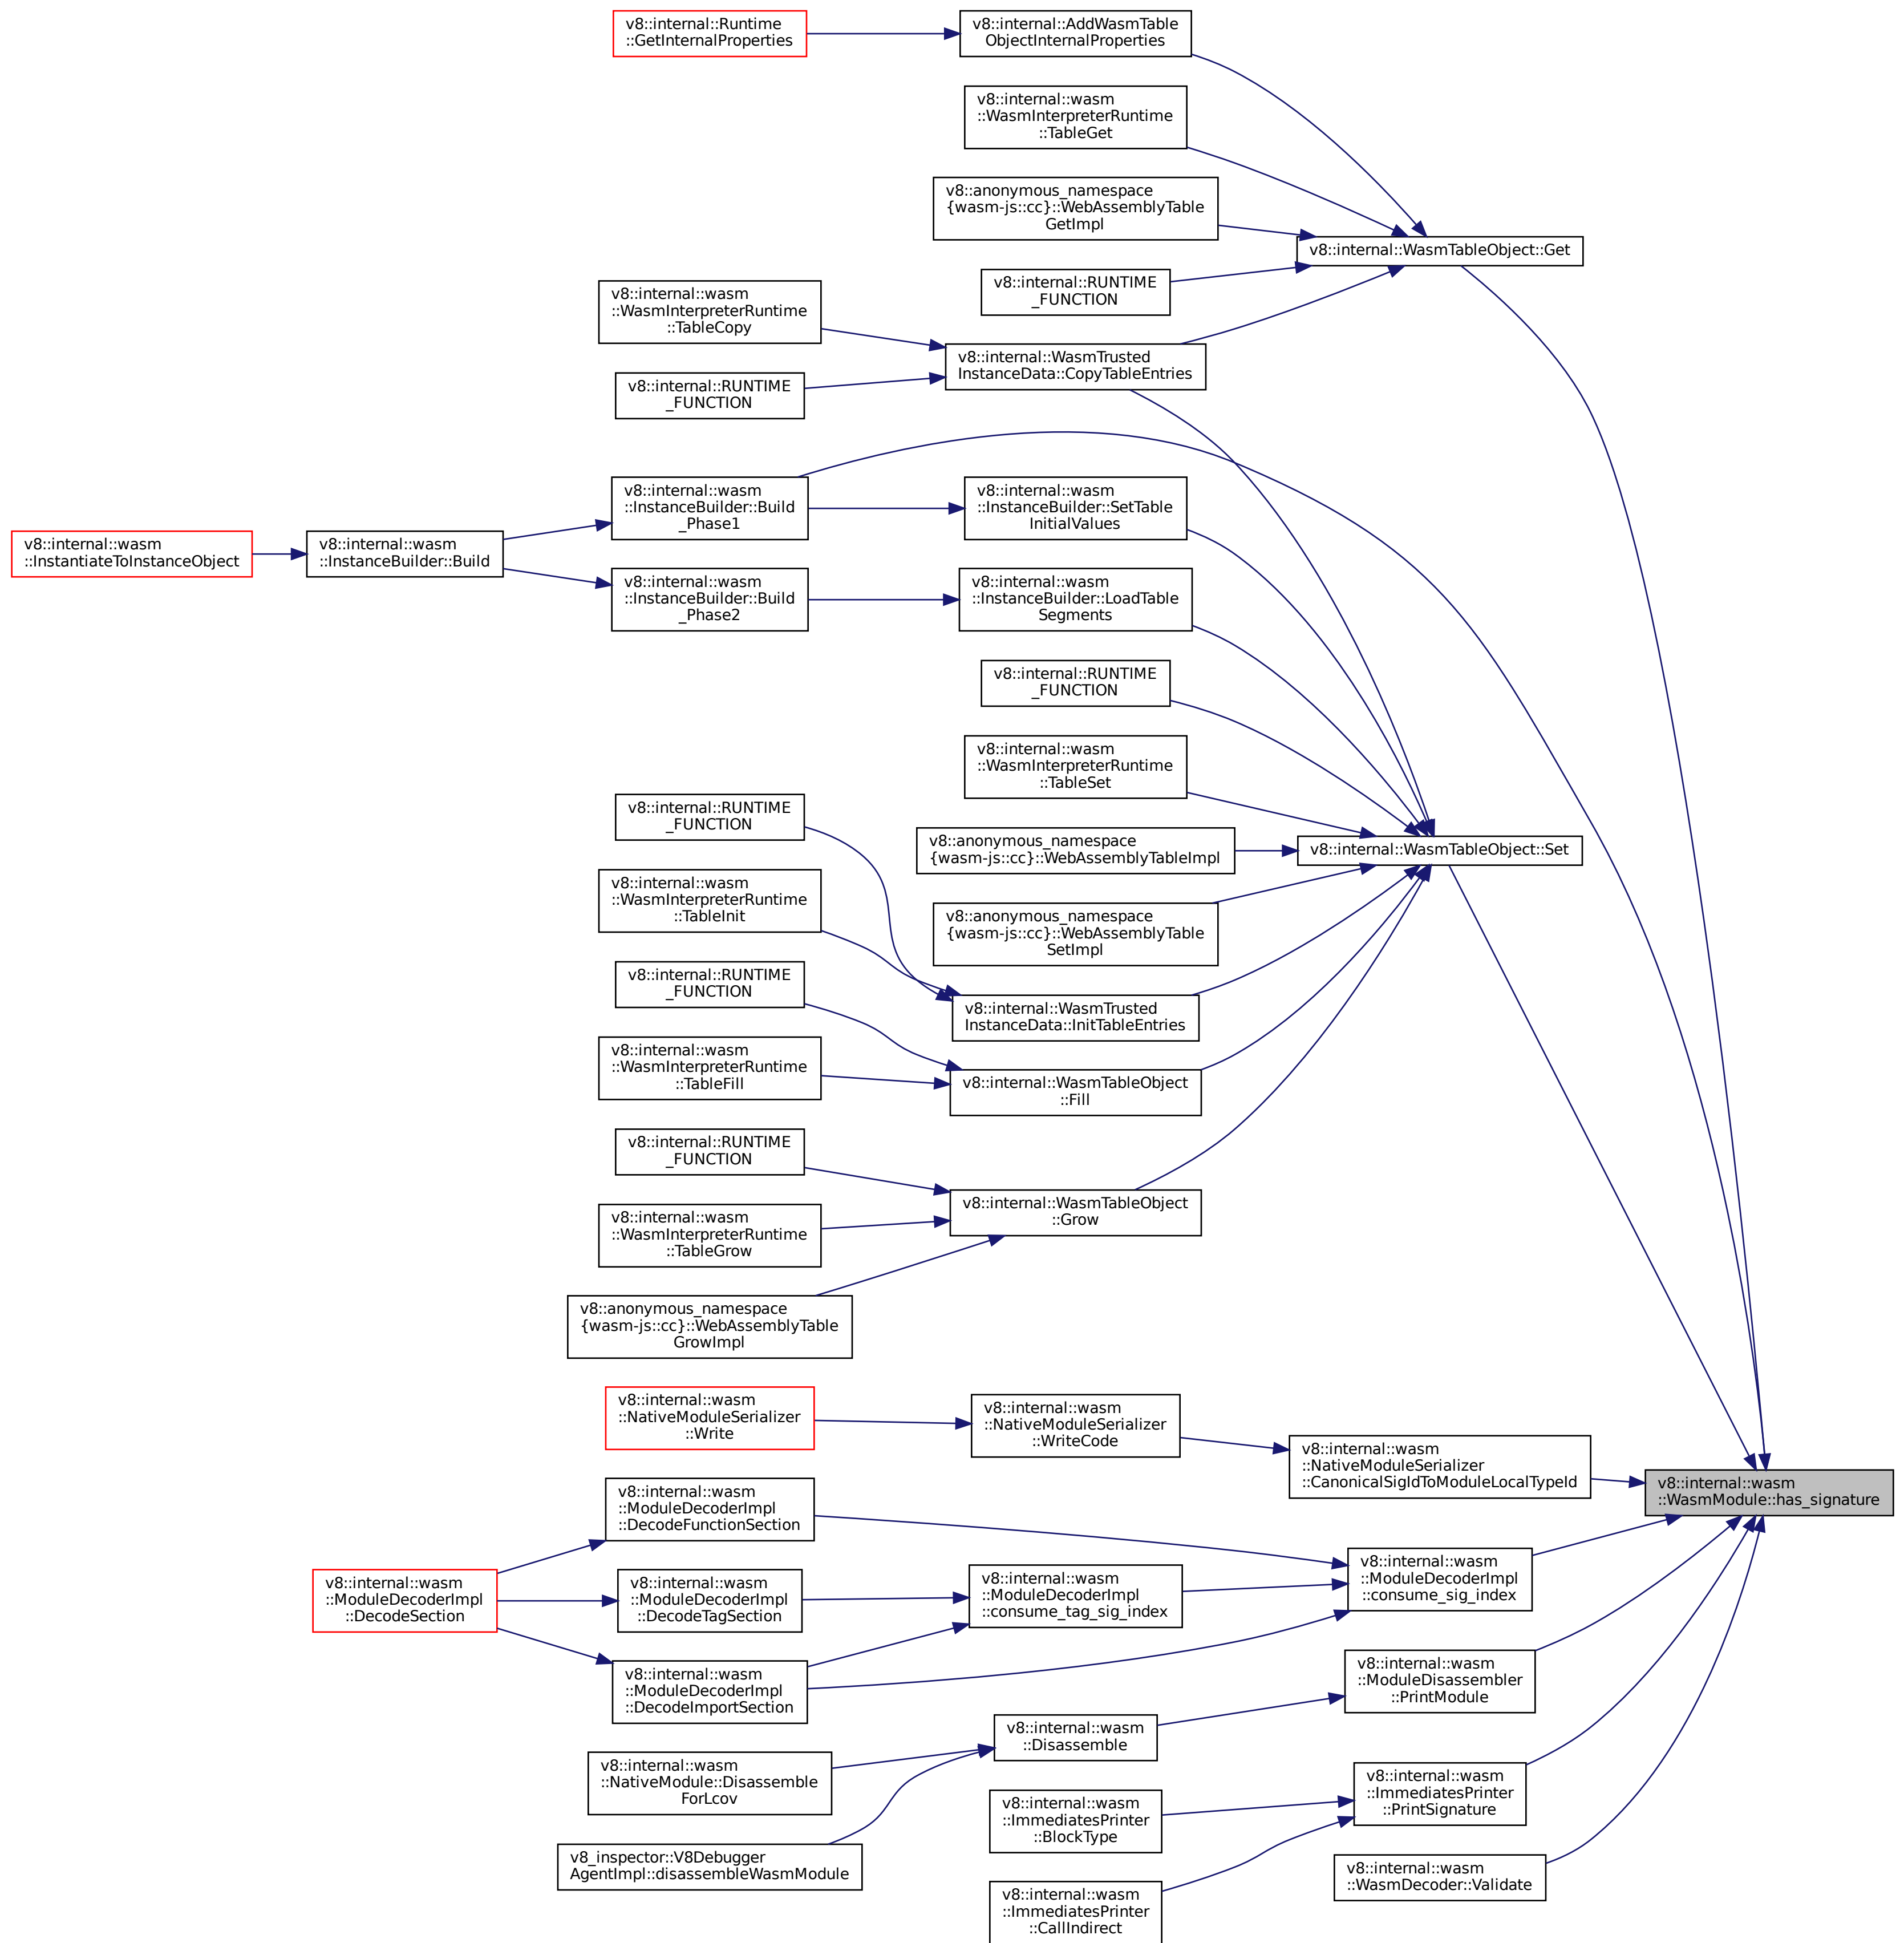 v8::internal::Runtime
::GetInternalProperties
v8::internal::AddWasmTable
ObjectInternalProperties
v8::internal::wasm
::WasmInterpreterRuntime
::TableGet
v8::anonymous_namespace
{wasm-js::cc}::WebAssemblyTable
GetImpl
v8::internal::WasmTableObject::Get
v8::internal::RUNTIME
_FUNCTION
v8::internal::wasm
::WasmInterpreterRuntime
::TableCopy
v8::internal::WasmTrusted
InstanceData::CopyTableEntries
v8::internal::RUNTIME
_FUNCTION
v8::internal::wasm
::InstanceBuilder::Build
_Phase1
v8::internal::wasm
::InstanceBuilder::SetTable
InitialValues
v8::internal::wasm
::InstantiateToInstanceObject
v8::internal::wasm
::InstanceBuilder::Build
v8::internal::wasm
::InstanceBuilder::Build
_Phase2
v8::internal::wasm
::InstanceBuilder::LoadTable
Segments
v8::internal::RUNTIME
_FUNCTION
v8::internal::wasm
::WasmInterpreterRuntime
::TableSet
v8::internal::RUNTIME
_FUNCTION
v8::anonymous_namespace
{wasm-js::cc}::WebAssemblyTableImpl
v8::internal::WasmTableObject::Set
v8::internal::wasm
::WasmInterpreterRuntime
::TableInit
v8::anonymous_namespace
{wasm-js::cc}::WebAssemblyTable
SetImpl
v8::internal::RUNTIME
_FUNCTION
v8::internal::WasmTrusted
InstanceData::InitTableEntries
v8::internal::wasm
::WasmInterpreterRuntime
::TableFill
v8::internal::WasmTableObject
::Fill
v8::internal::RUNTIME
_FUNCTION
v8::internal::WasmTableObject
::Grow
v8::internal::wasm
::WasmInterpreterRuntime
::TableGrow
v8::anonymous_namespace
{wasm-js::cc}::WebAssemblyTable
GrowImpl
v8::internal::wasm
::NativeModuleSerializer
::Write
v8::internal::wasm
::NativeModuleSerializer
::WriteCode
v8::internal::wasm
::NativeModuleSerializer
::CanonicalSigIdToModuleLocalTypeId
v8::internal::wasm
::WasmModule::has_signature
v8::internal::wasm
::ModuleDecoderImpl
::DecodeFunctionSection
v8::internal::wasm
::ModuleDecoderImpl
::DecodeSection
v8::internal::wasm
::ModuleDecoderImpl
::DecodeTagSection
v8::internal::wasm
::ModuleDecoderImpl
::consume_tag_sig_index
v8::internal::wasm
::ModuleDecoderImpl
::consume_sig_index
v8::internal::wasm
::ModuleDecoderImpl
::DecodeImportSection
v8::internal::wasm
::ModuleDisassembler
::PrintModule
v8::internal::wasm
::Disassemble
v8::internal::wasm
::NativeModule::Disassemble
ForLcov
v8::internal::wasm
::ImmediatesPrinter
::PrintSignature
v8::internal::wasm
::ImmediatesPrinter
::BlockType
v8_inspector::V8Debugger
AgentImpl::disassembleWasmModule
v8::internal::wasm
::WasmDecoder::Validate
v8::internal::wasm
::ImmediatesPrinter
::CallIndirect